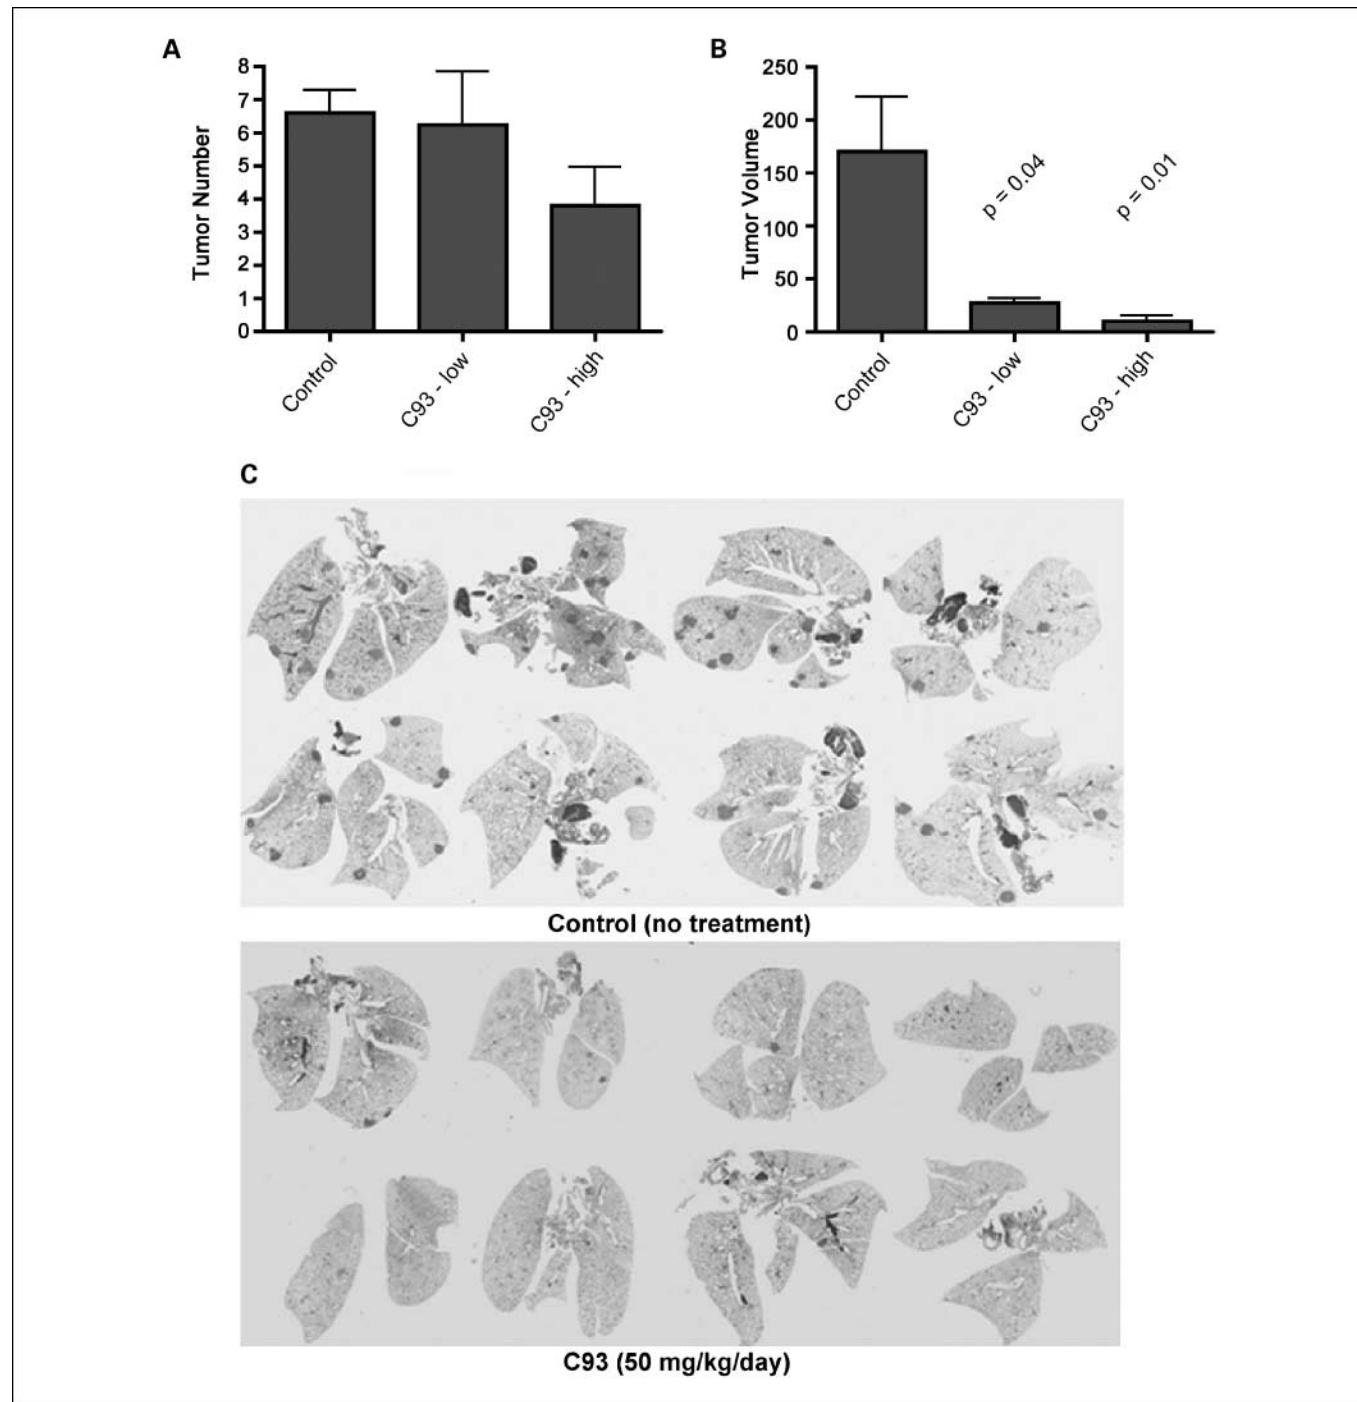 A
8
7
6
5
4
3
2
1
0
Tumor Number
Control
C93 - low
C93 - high
B
250
200
150
100
50
0
Tumor Volume
p = 0.04
p = 0.01
Control
C93 - low
C93 - high
C
Control (no treatment)
C93 (50 mg/kg/day)